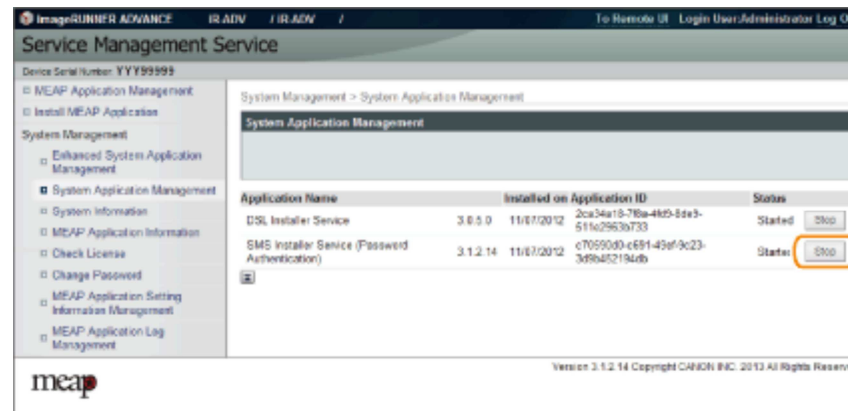 imageRUNNER ADVANCE iR-ADV / iR-ADV /
To Remote UI Login User:Administrator Log O
Service Management Service
Device Serial Number: YYY99999
MEAP Application Management
Install MEAP Application
System Management
Enhanced System Application
Management
System Application Management
System Information
MEAP Application Information
Check License
Change Password
MEAP Application Setting
Information Management
MEAP Application Log
Management
System Management > System Application Management
System Application Management
Application Name Installed on Application ID Status
DSL Installer Service 3.0.5.0 11/07/2012 Started Stop
SMS Installer Service (Password
Authentication) 3.1.2.14 11/07/2012 Started Stop
meap
Version 3.1.2.14 Copyright CANON INC. 2013 All Rights Reserv